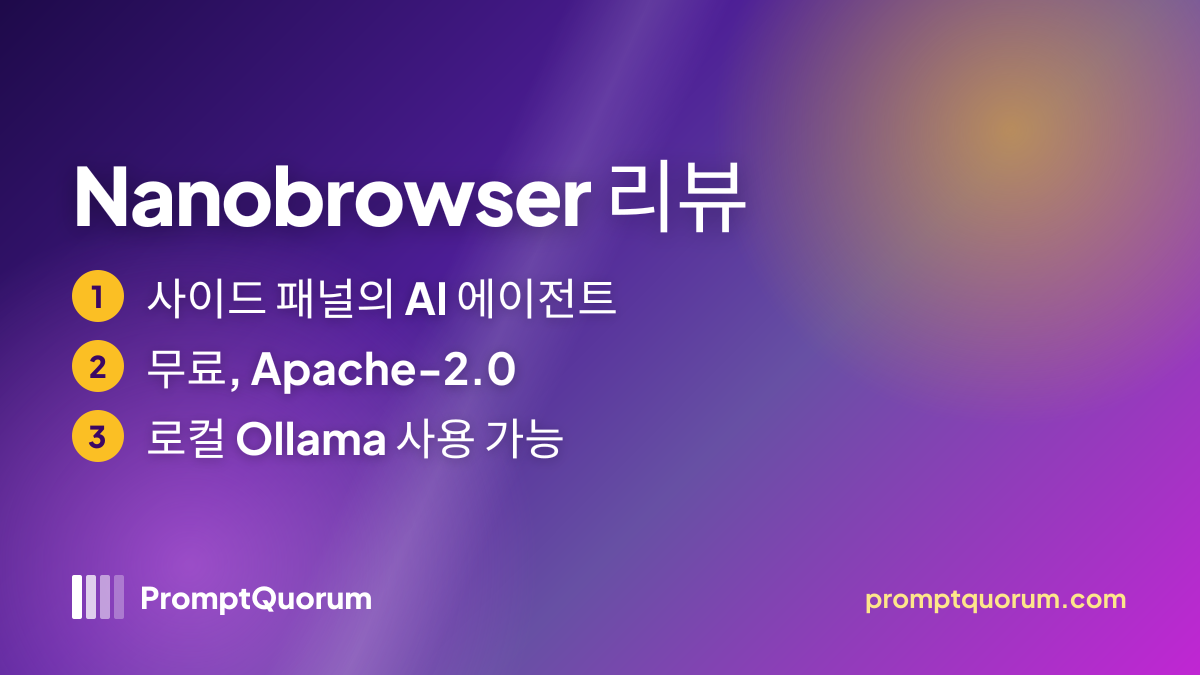 Nanobrowser 리뷰
1 사이드 패널의 AI 에이전트
2 무료, Apache-2.0
3 로컬 Ollama 사용 가능
PromptQuorum
promptquorum.com